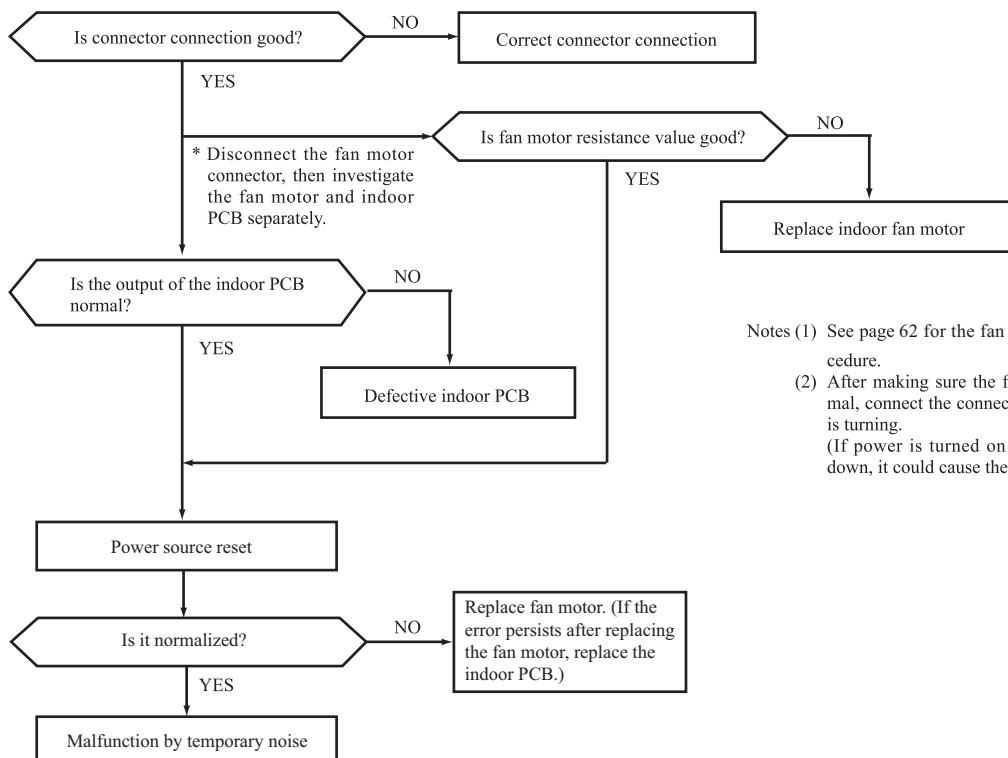 Is connector connection good?
NO
Correct connector connection
YES
Is fan motor resistance value good?
NO
* Disconnect the fan motor
connector, then investigate
the fan motor and indoor
PCB separately.
YES
Replace indoor fan motor
Is the output of the indoor PCB
normal?
NO
YES
Defective indoor PCB
Notes (1) See page 62 for the fan
cedure.
(2) After making sure the f
mal, connect the connec
is turning.
(If power is turned on
down, it could cause the
Power source reset
Is it normalized?
NO
Replace fan motor. (If the
error persists after replacing
the fan motor, replace the
indoor PCB.)
YES
Malfunction by temporary noise